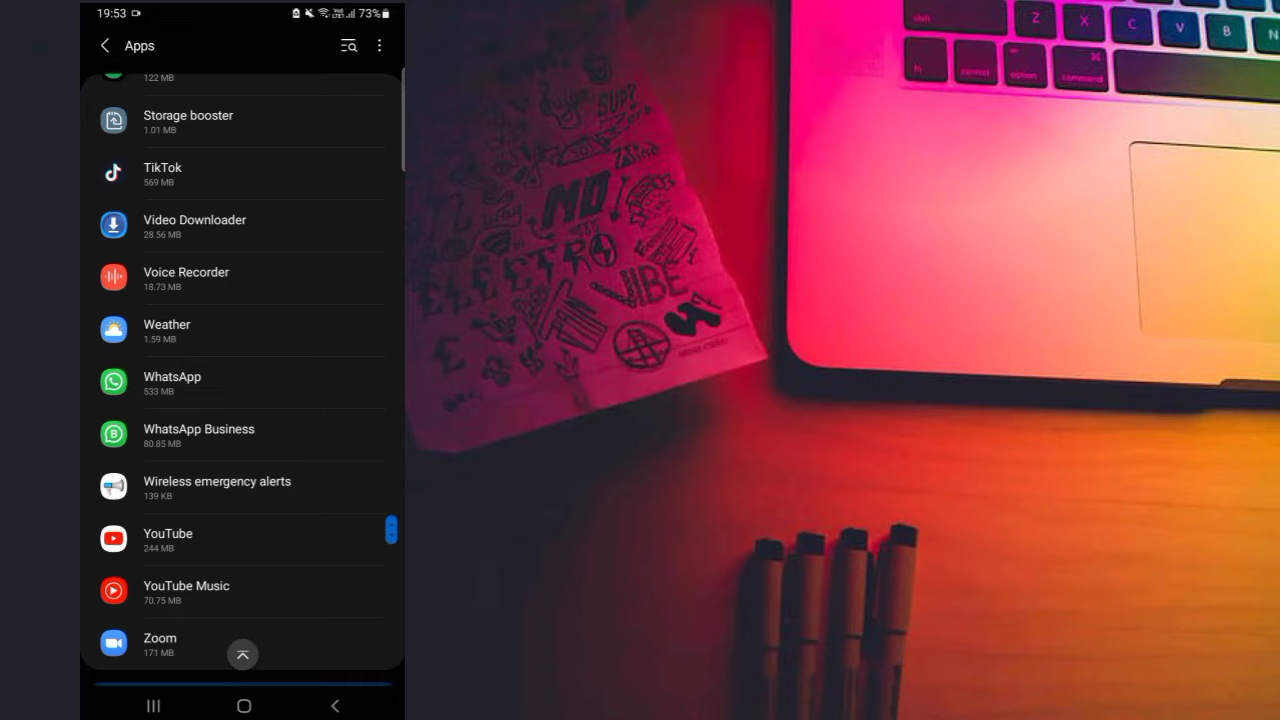 19:53
73%
Apps
122 MB
Storage booster
1.01 MB
TikTok
569 MB
Video Downloader
28.56 MB
Voice Recorder
18.73 MB
Weather
1.59 MB
WhatsApp
533 MB
WhatsApp Business
80.85 MB
Wireless emergency alerts
139 KB
YouTube
244 MB
YouTube Music
70.75 MB
Zoom
171 MB
SUP?
NO
ELECTRO
VIBE
Z
X
C
V
B
N
control
option
command